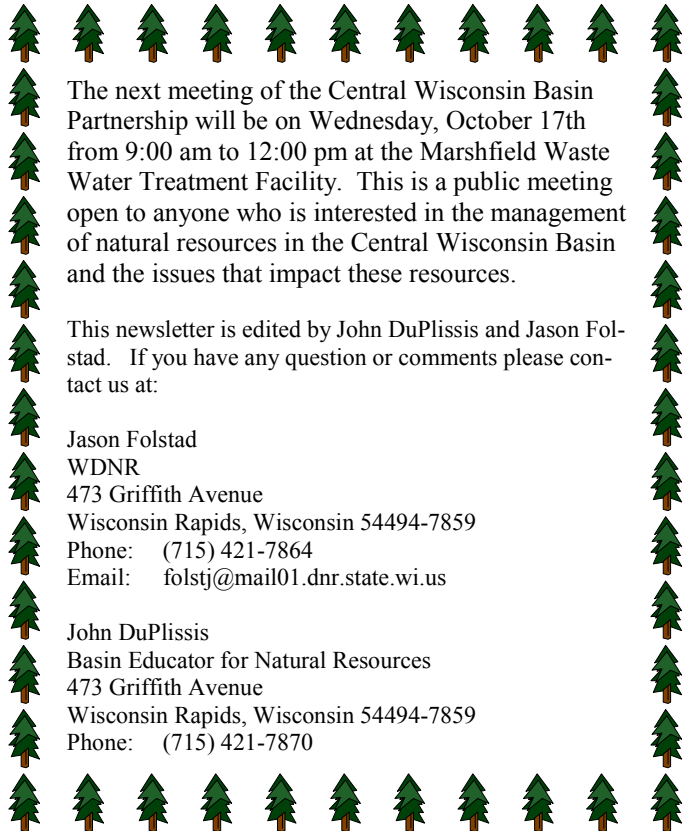 The next meeting of the Central Wisconsin Basin
Partnership will be on Wednesday, October 17th
from 9:00 am to 12:00 pm at the Marshfield Waste
Water Treatment Facility.  This is a public meeting
open to anyone who is interested in the management
of natural resources in the Central Wisconsin Basin
and the issues that impact these resources.
This newsletter is edited by John DuPlissis and Jason Fol-
stad.   If you have any question or comments please con-
tact us at:
Jason Folstad
WDNR
473 Griffith Avenue
Wisconsin Rapids, Wisconsin 54494-7859
Phone:    (715) 421-7864
Email:    folstj@mail01.dnr.state.wi.us
John DuPlissis
Basin Educator for Natural Resources
473 Griffith Avenue
Wisconsin Rapids, Wisconsin 54494-7859
Phone:    (715) 421-7870